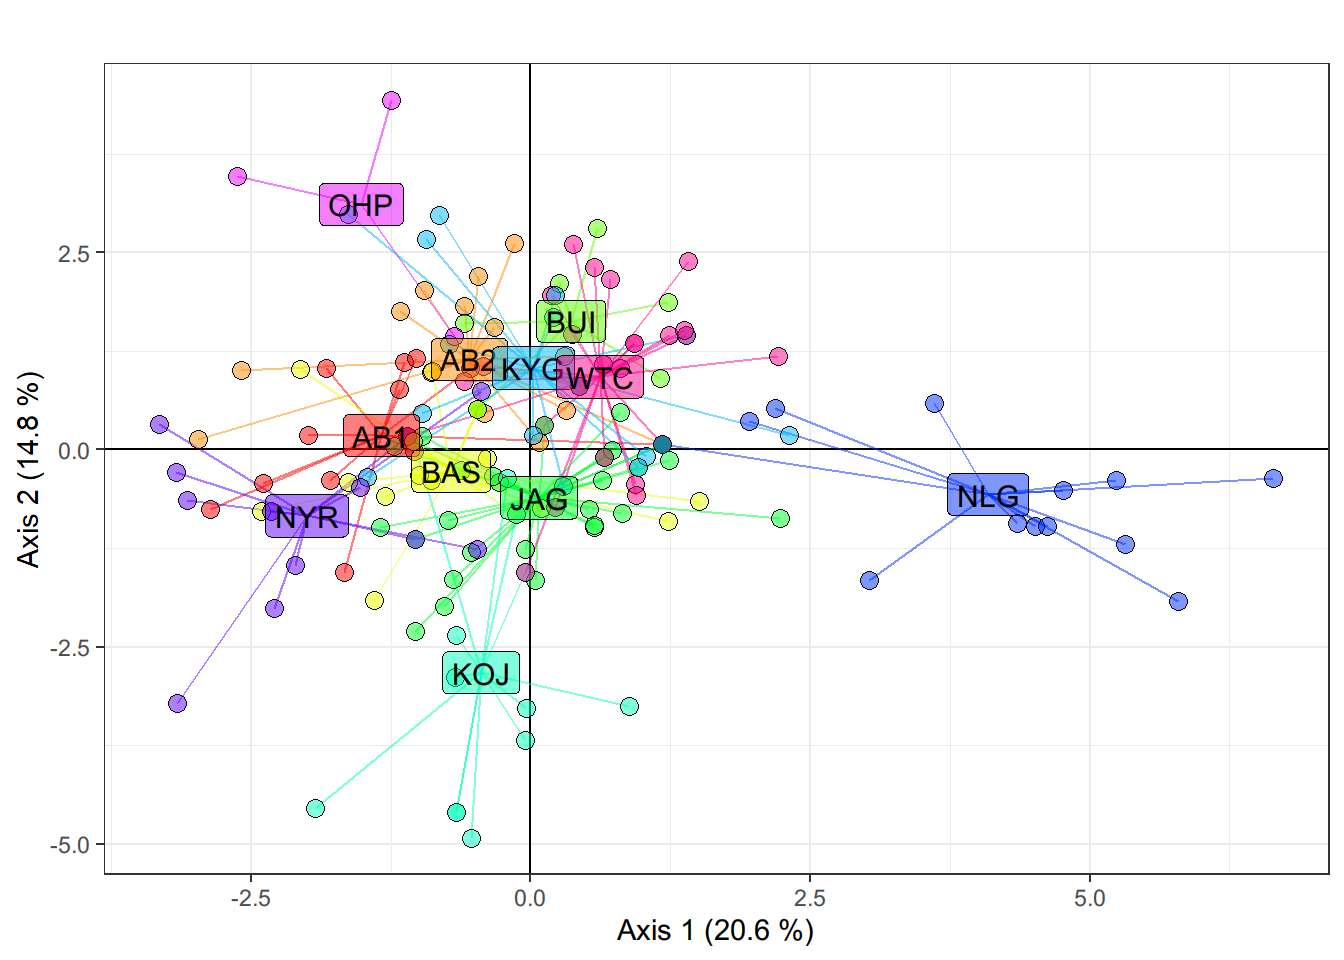 OHP
2.5
BUI
AB2
KYG
WTC
AB1
0.0
BAS
NLG
JAG
NYR
Axis 2 (14.8 %)
-2.5
KOJ
-5.0
-2.5
0.0
2.5
5.0
Axis 1 (20.6 %)